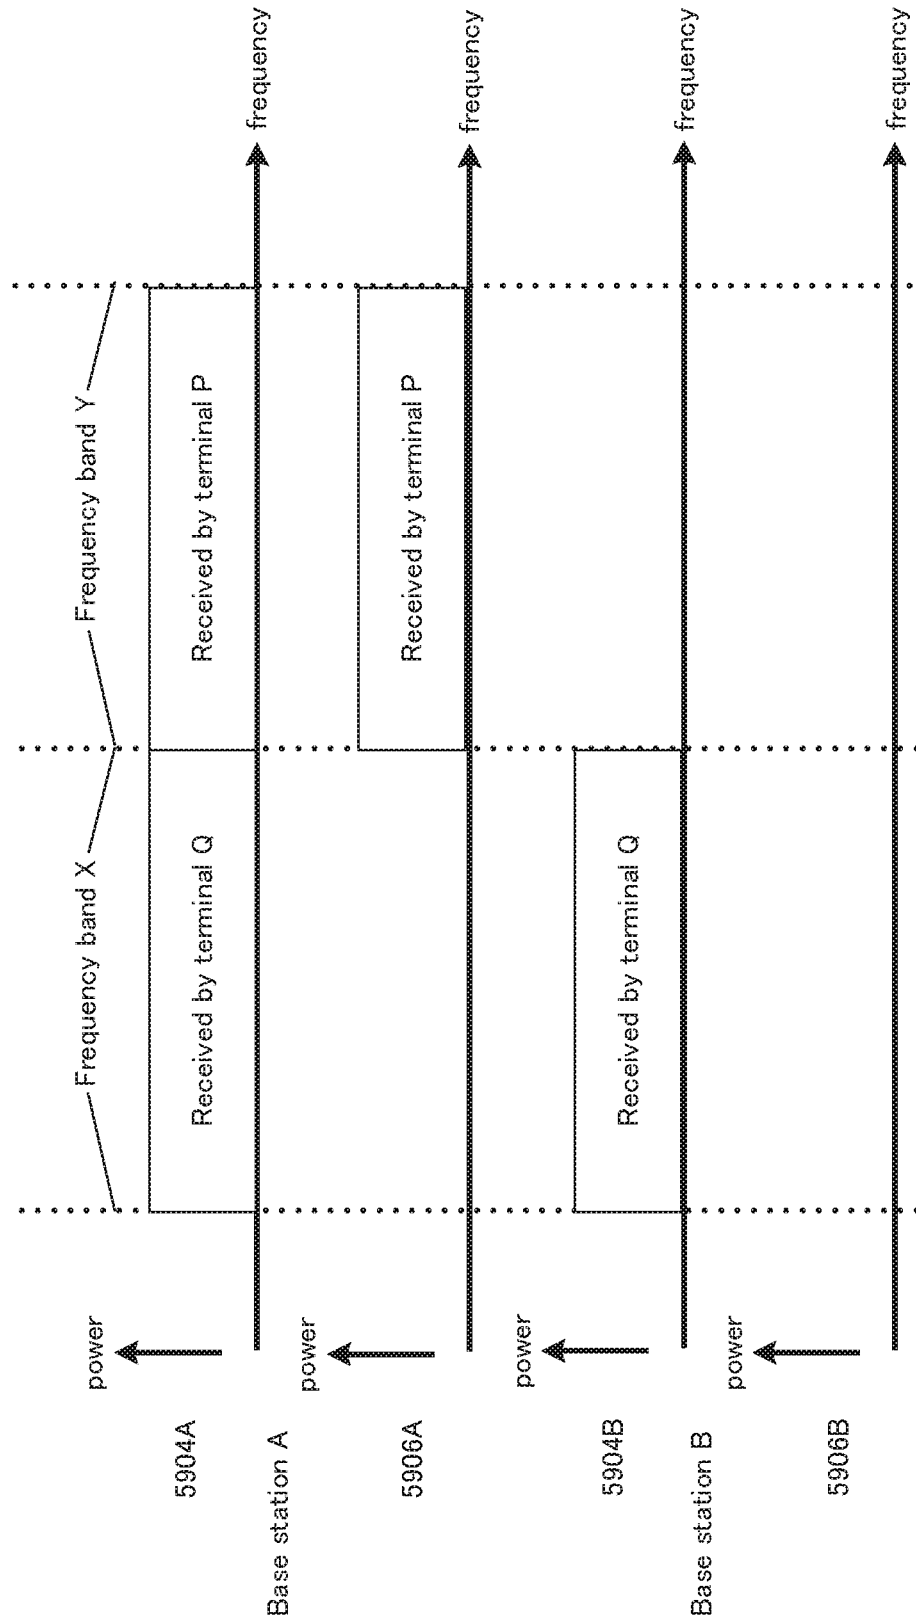 Frequency band X
Frequency band Y
power
5904A
Received by terminal Q
Received by terminal P
frequency
Base station A
power
5906A
Received by terminal P
frequency
power
5904B
Received by terminal Q
frequency
Base station B
power
5906B
frequency